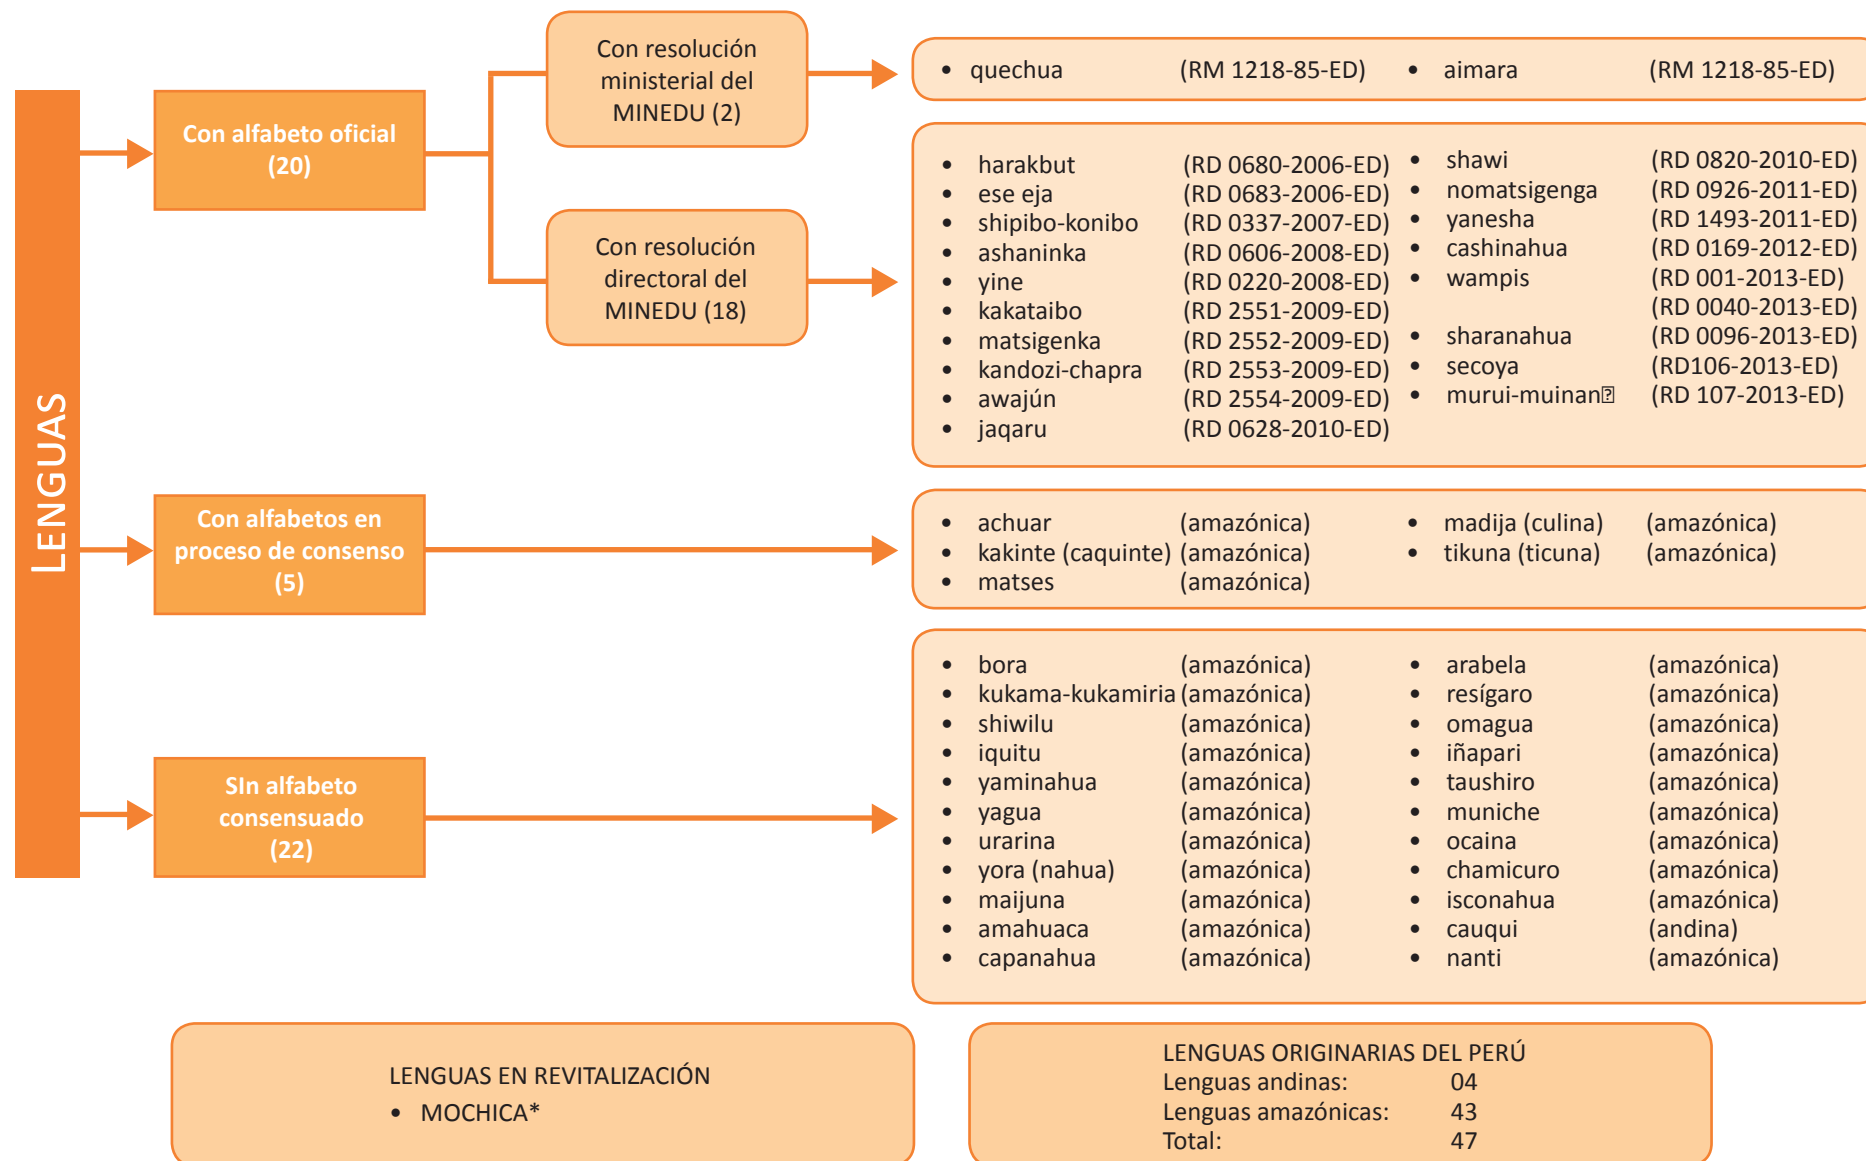 LENGUAS
Con alfabeto oficial
(20)
Con resolución
ministerial del
MINEDU (2)
• quechua (RM 1218-85-ED) • aimara (RM 1218-85-ED)
Con resolución
directoral del
MINEDU (18)
• harakbut (RD 0680-2006-ED)
• ese eja (RD 0683-2006-ED)
• shipibo-konibo (RD 0337-2007-ED)
• ashaninka (RD 0606-2008-ED)
• yine (RD 0220-2008-ED)
• kakataibo (RD 2551-2009-ED)
• matsigenka (RD 2552-2009-ED)
• kandozi-chapra (RD 2553-2009-ED)
• awajún (RD 2554-2009-ED)
• jaqaru (RD 0628-2010-ED)
• shawi (RD 0820-2010-ED)
• nomatsigenga (RD 0926-2011-ED)
• yanesha (RD 1493-2011-ED)
• cashinahua (RD 0169-2012-ED)
• wampis (RD 001-2013-ED)
(RD 0040-2013-ED)
• sharanahua (RD 0096-2013-ED)
• secoya (RD106-2013-ED)
• murui-muinan⍰ (RD 107-2013-ED)
Con alfabetos en
proceso de consenso
(5)
• achuar (amazónica)
• kakinte (caquinte) (amazónica)
• matses (amazónica)
• madija (culina) (amazónica)
• tikuna (ticuna) (amazónica)
SIn alfabeto
consensuado
(22)
• bora (amazónica)
• kukama-kukamiria (amazónica)
• shiwilu (amazónica)
• iquitu (amazónica)
• yaminahua (amazónica)
• yagua (amazónica)
• urarina (amazónica)
• yora (nahua) (amazónica)
• maijuna (amazónica)
• amahuaca (amazónica)
• capanahua (amazónica)
• arabela (amazónica)
• resígaro (amazónica)
• omagua (amazónica)
• iñapari (amazónica)
• taushiro (amazónica)
• muniche (amazónica)
• ocaina (amazónica)
• chamicuro (amazónica)
• isconahua (amazónica)
• cauqui (andina)
• nanti (amazónica)
LENGUAS EN REVITALIZACIÓN
• MOCHICA*
LENGUAS ORIGINARIAS DEL PERÚ
Lenguas andinas: 04
Lenguas amazónicas: 43
Total: 47